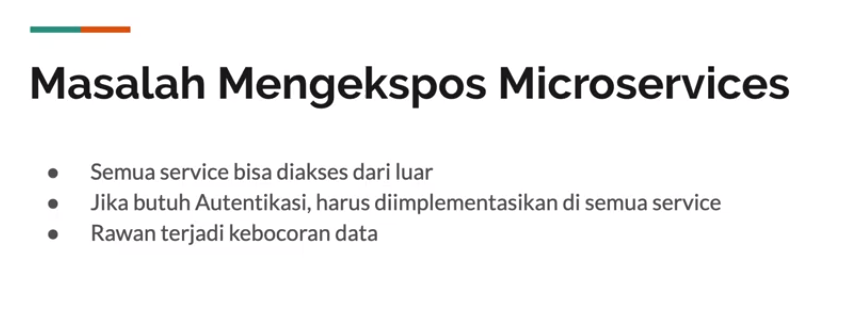 Masalah Mengekspos Microservices
● Semua service bisa diakses dari luar
● Jika butuh Autentikasi, harus diimplementasikan di semua service
● Rawan terjadi kebocoran data